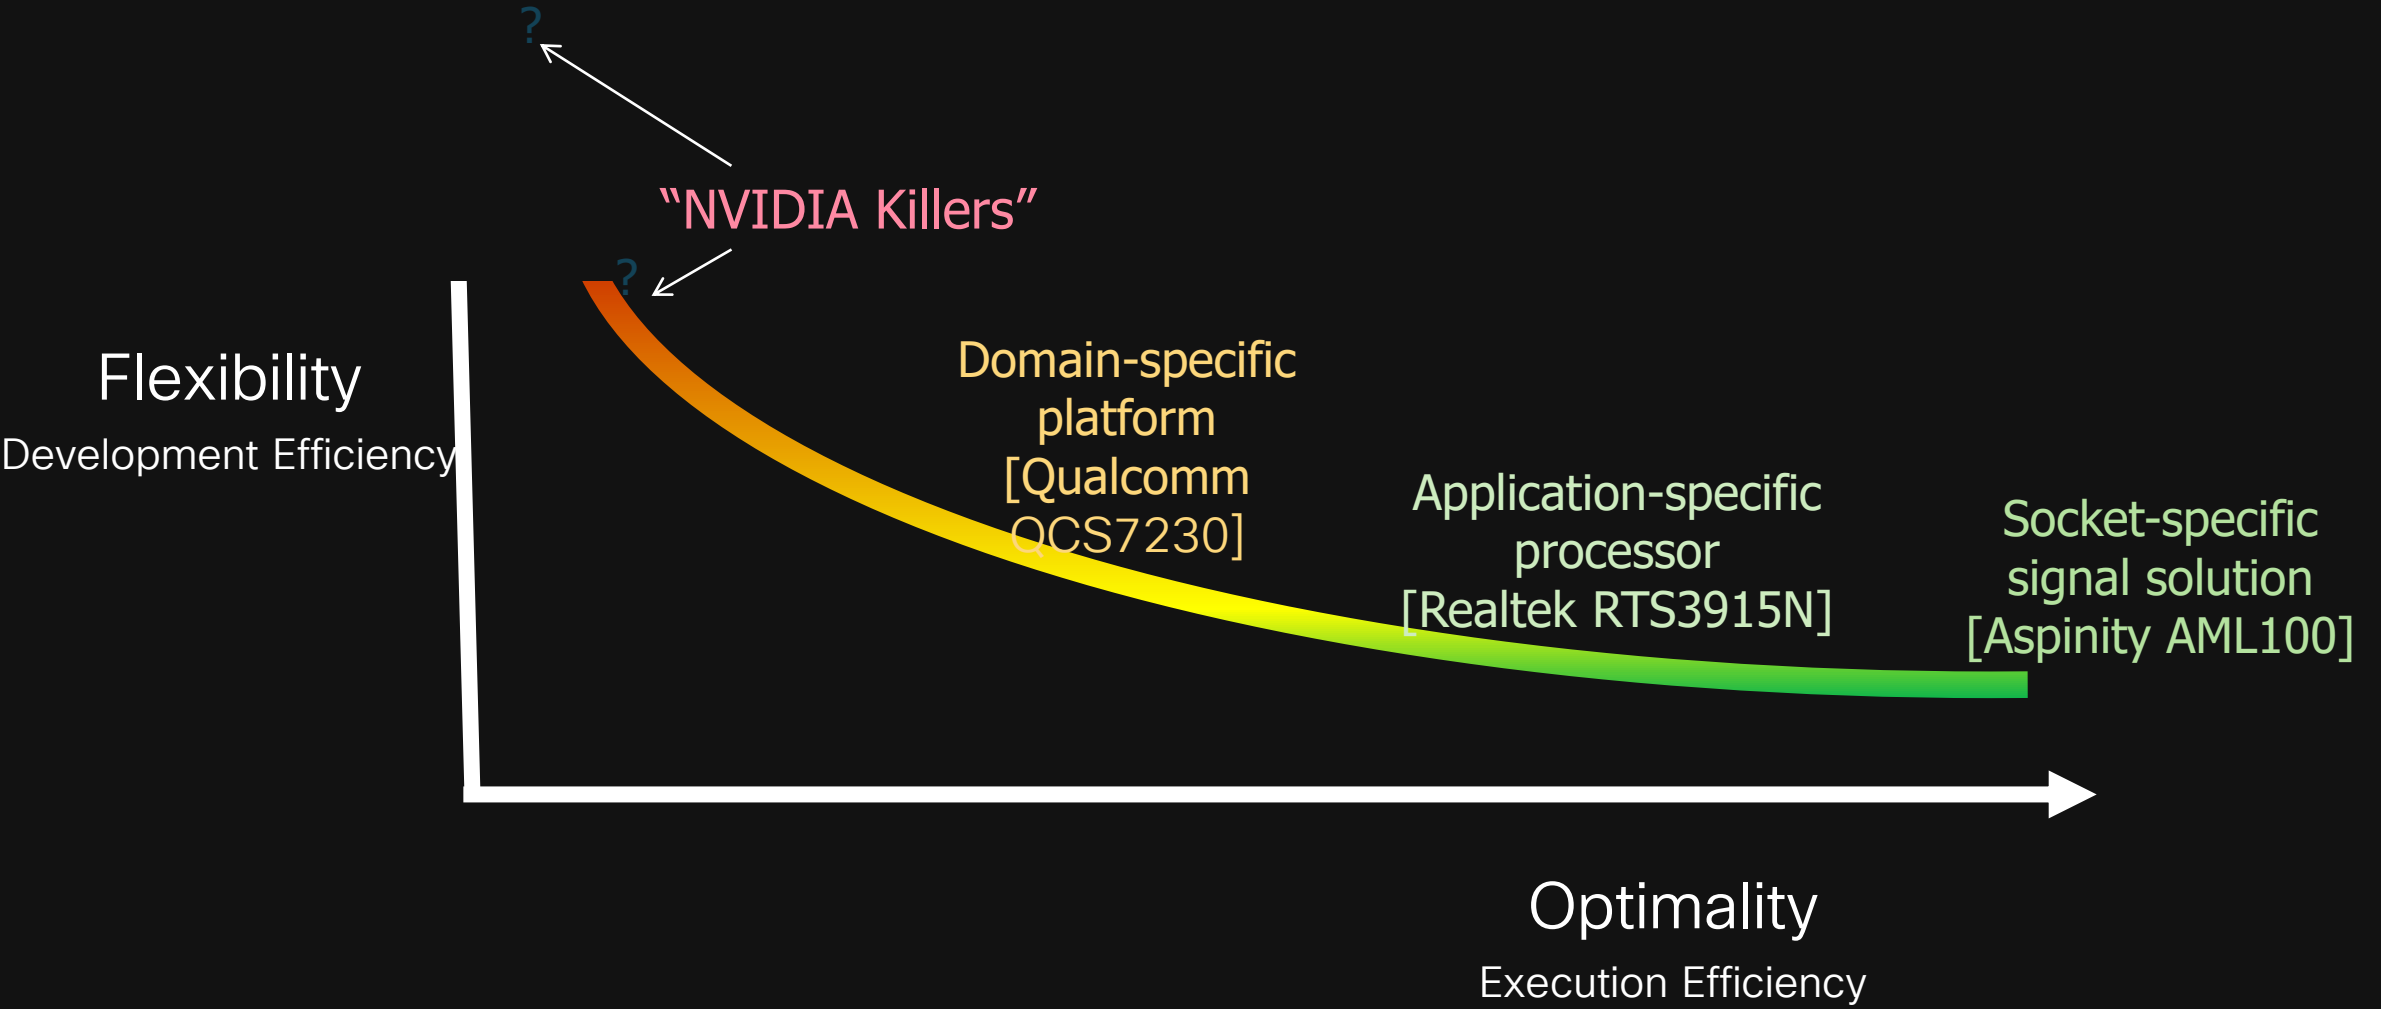 ?
“NVIDIA Killers”
?
Flexibility
Development Efficiency
Domain-specific
platform
[Qualcomm
QCS7230]
Application-specific
processor
[Realtek RTS3915N]
Socket-specific
signal solution
[Aspinity AML100]
Optimality
Execution Efficiency